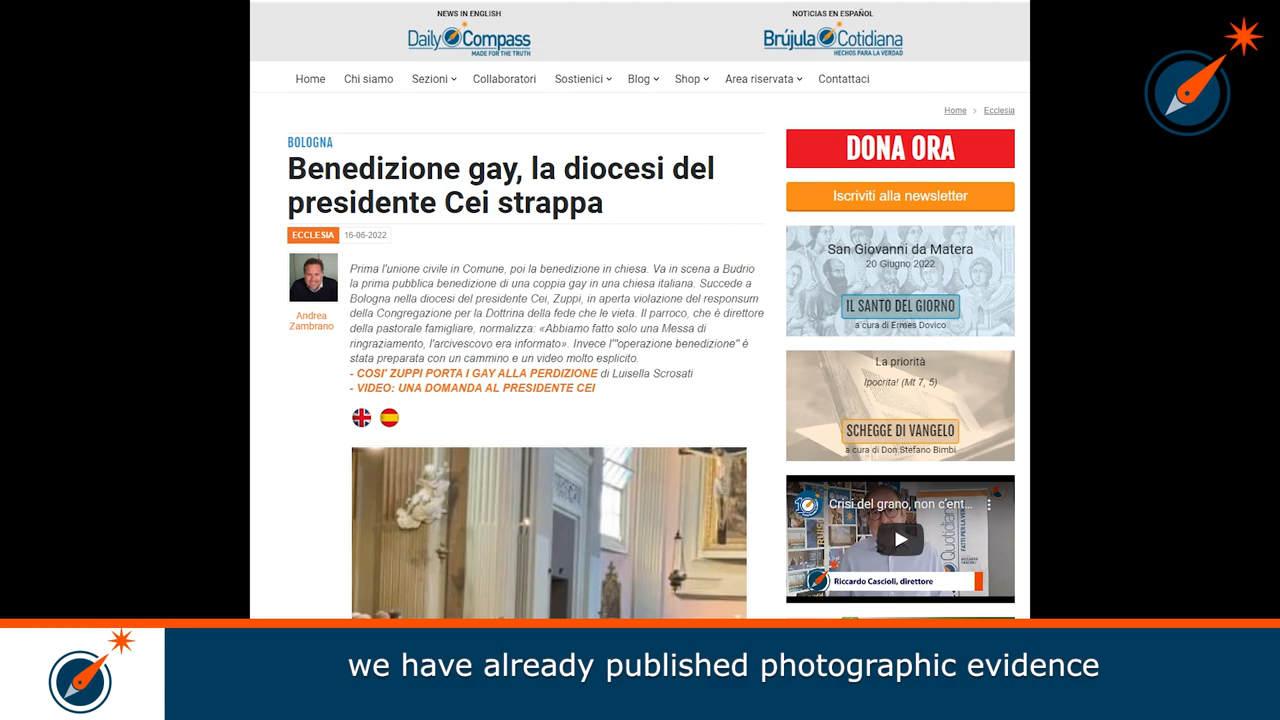 NEWS IN ENGLISH
Daily Compass
MADE FOR THE TRUTH
NOTICIAS EN ESPAÑOL
Brújula Cotidiana
HECHOS PARA LA VERDAD
Home Chi siamo Sezioni Collaboratori Sostienici Blog Shop Area riservata Contattaci
Home > Ecclesia
BOLOGNA
Benedizione gay, la diocesi del
presidente Cei strappa
ECCLESIA 16-06-2022
Andrea
Zambrano
Prima l'unione civile in Comune, poi la benedizione in chiesa. Va in scena a Budrio
la prima pubblica benedizione di una coppia gay in una chiesa italiana. Succede a
Bologna nella diocesi del presidente Cei, Zuppi, in aperta violazione del responsum
della Congregazione per la Dottrina della fede che le vieta. Il parroco, che è direttore
della pastorale famigliare, normalizza: «Abbiamo fatto solo una Messa di
ringraziamento, l'arcivescovo era informato». Invece l'"operazione benedizione" è
stata preparata con un cammino e un video molto esplicito.
- COSI' ZUPPI PORTA I GAY ALLA PERDIZIONE di Luisella Scrosati
- VIDEO: UNA DOMANDA AL PRESIDENTE CEI
DONA ORA
Iscriviti alla newsletter
San Giovanni da Matera
20 Giugno 2022
IL SANTO DEL GIORNO
a cura di Ermes Dovico
La priorità
Ipocrita! (Mt 7, 5)
SCHEGGE DI VANGELO
a cura di Don Stefano Bimbi
Crisi del grano, non c'ent...
Quotidiana
FATTI PER LA VERITÀ
Riccardo Cascioli, direttore
we have already published photographic evidence